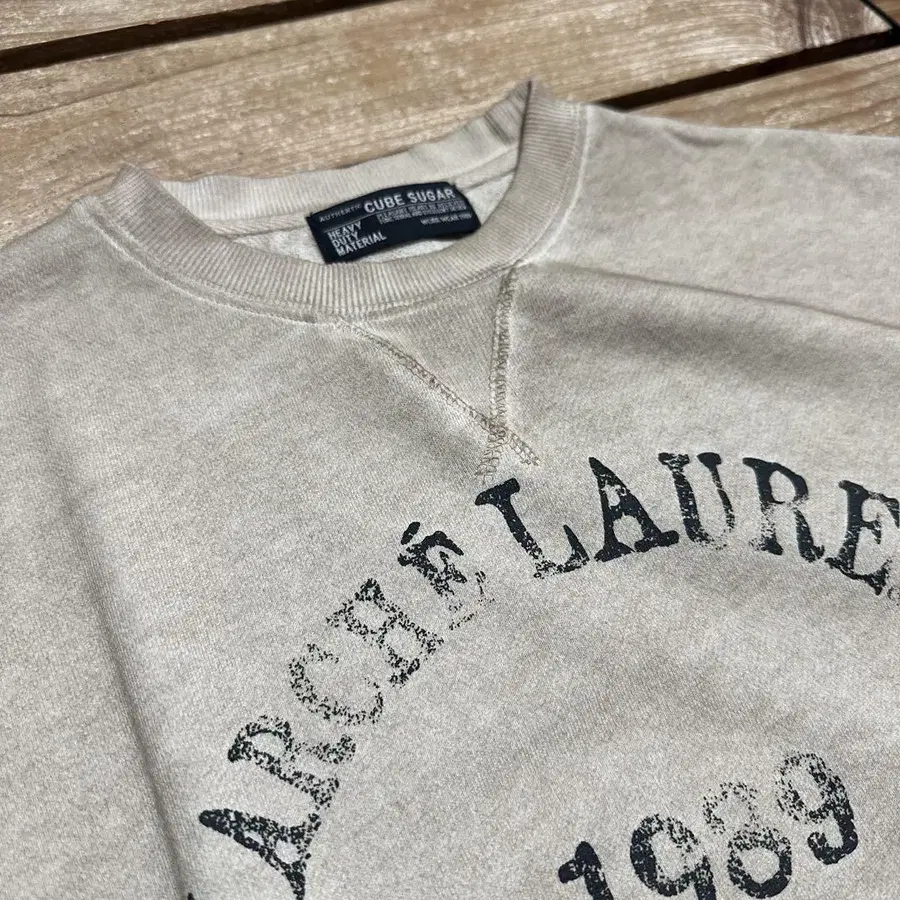 AUTHENTIC CUBE SUGAR
HEAVY
DUTY
MATERIAL
ARCHÉ LAURE
1989